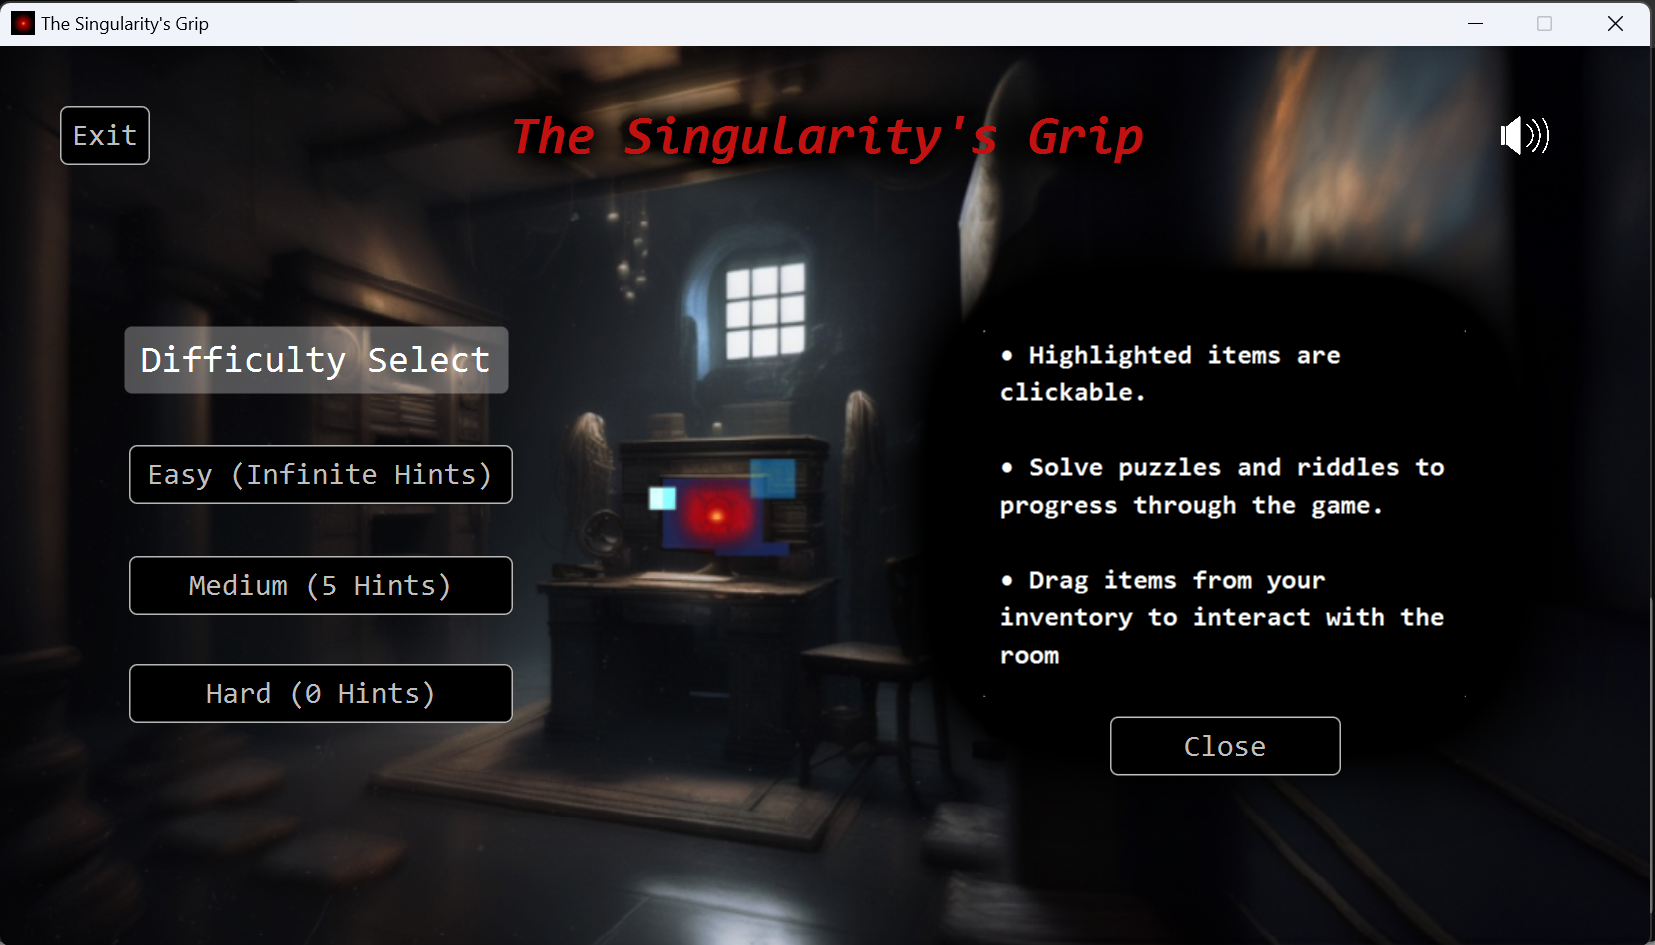 The Singularity's Grip
Exit
The Singularity's Grip
Difficulty Select
Easy (Infinite Hints)
Medium (5 Hints)
Hard (0 Hints)
• Highlighted items are
clickable.
• Solve puzzles and riddles to
progress through the game.
• Drag items from your
inventory to interact with the
room
Close